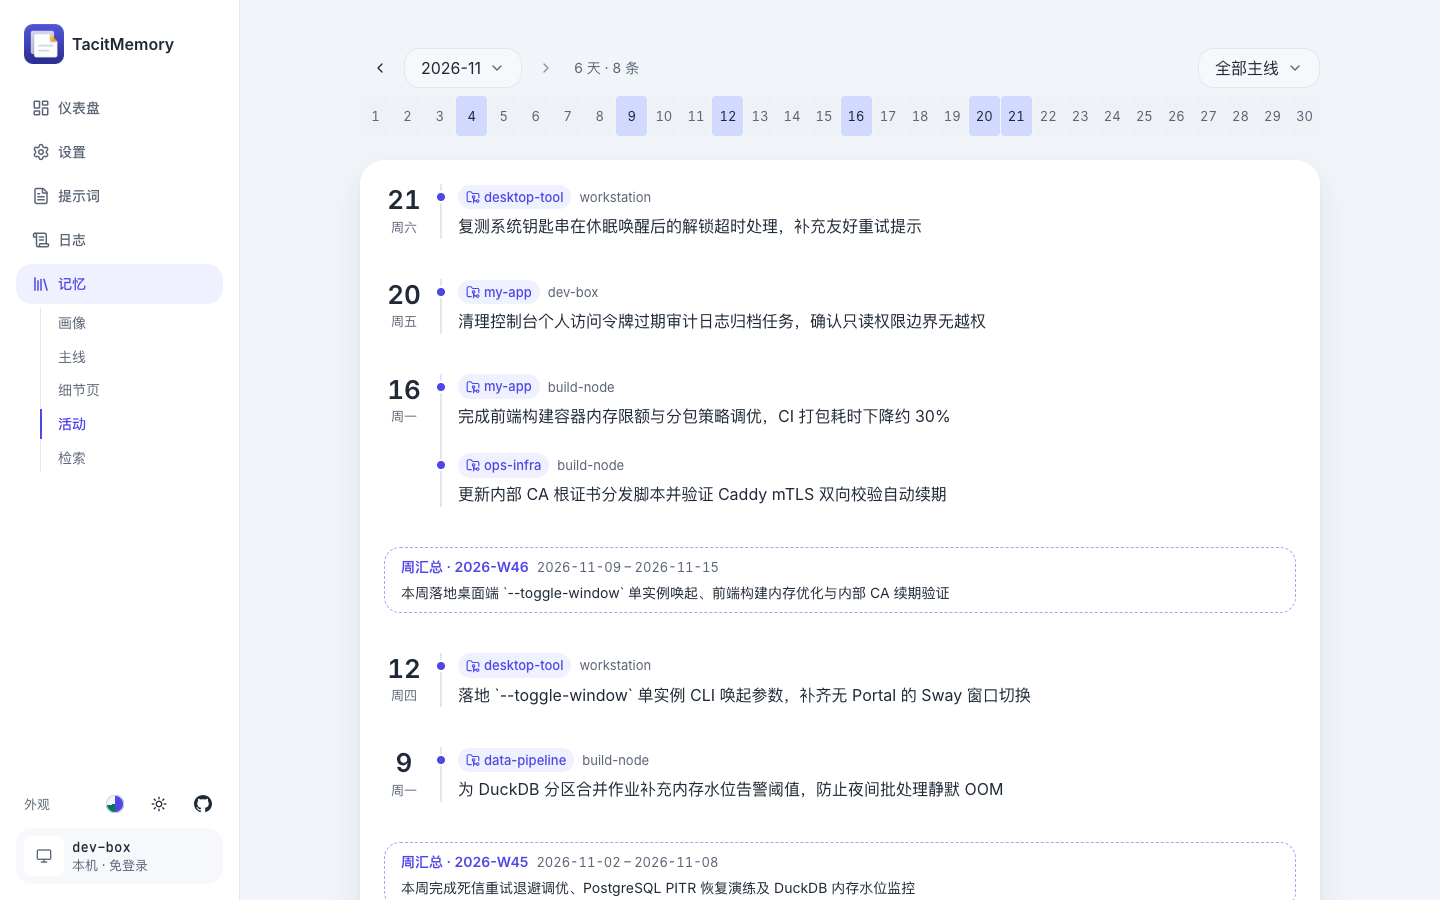 TacitMemory
仪表盘
设置
提示词
日志
记忆
画像
主线
细节页
活动
检索
外观
dev-box
本机 · 免登录
2026-11
6 天 · 8 条
全部主线
1 2 3 4 5 6 7 8 9 10 11 12 13 14 15 16 17 18 19 20 21 22 23 24 25 26 27 28 29 30
21
周六
desktop-tool workstation
复测系统钥匙串在休眠唤醒后的解锁超时处理，补充友好重试提示
20
周五
my-app dev-box
清理控制台个人访问令牌过期审计日志归档任务，确认只读权限边界无越权
16
周一
my-app build-node
完成前端构建容器内存限额与分包策略调优，CI 打包耗时下降约 30%
ops-infra build-node
更新内部 CA 根证书分发脚本并验证 Caddy mTLS 双向校验自动续期
周汇总 · 2026-W46 2026-11-09 – 2026-11-15
本周落地桌面端 `--toggle-window` 单实例唤起、前端构建内存优化与内部 CA 续期验证
12
周四
desktop-tool workstation
落地 `--toggle-window` 单实例 CLI 唤起参数，补齐无 Portal 的 Sway 窗口切换
9
周一
data-pipeline build-node
为 DuckDB 分区合并作业补充内存水位告警阈值，防止夜间批处理静默 OOM
周汇总 · 2026-W45 2026-11-02 – 2026-11-08
本周完成死信重试退避调优、PostgreSQL PITR 恢复演练及 DuckDB 内存水位监控